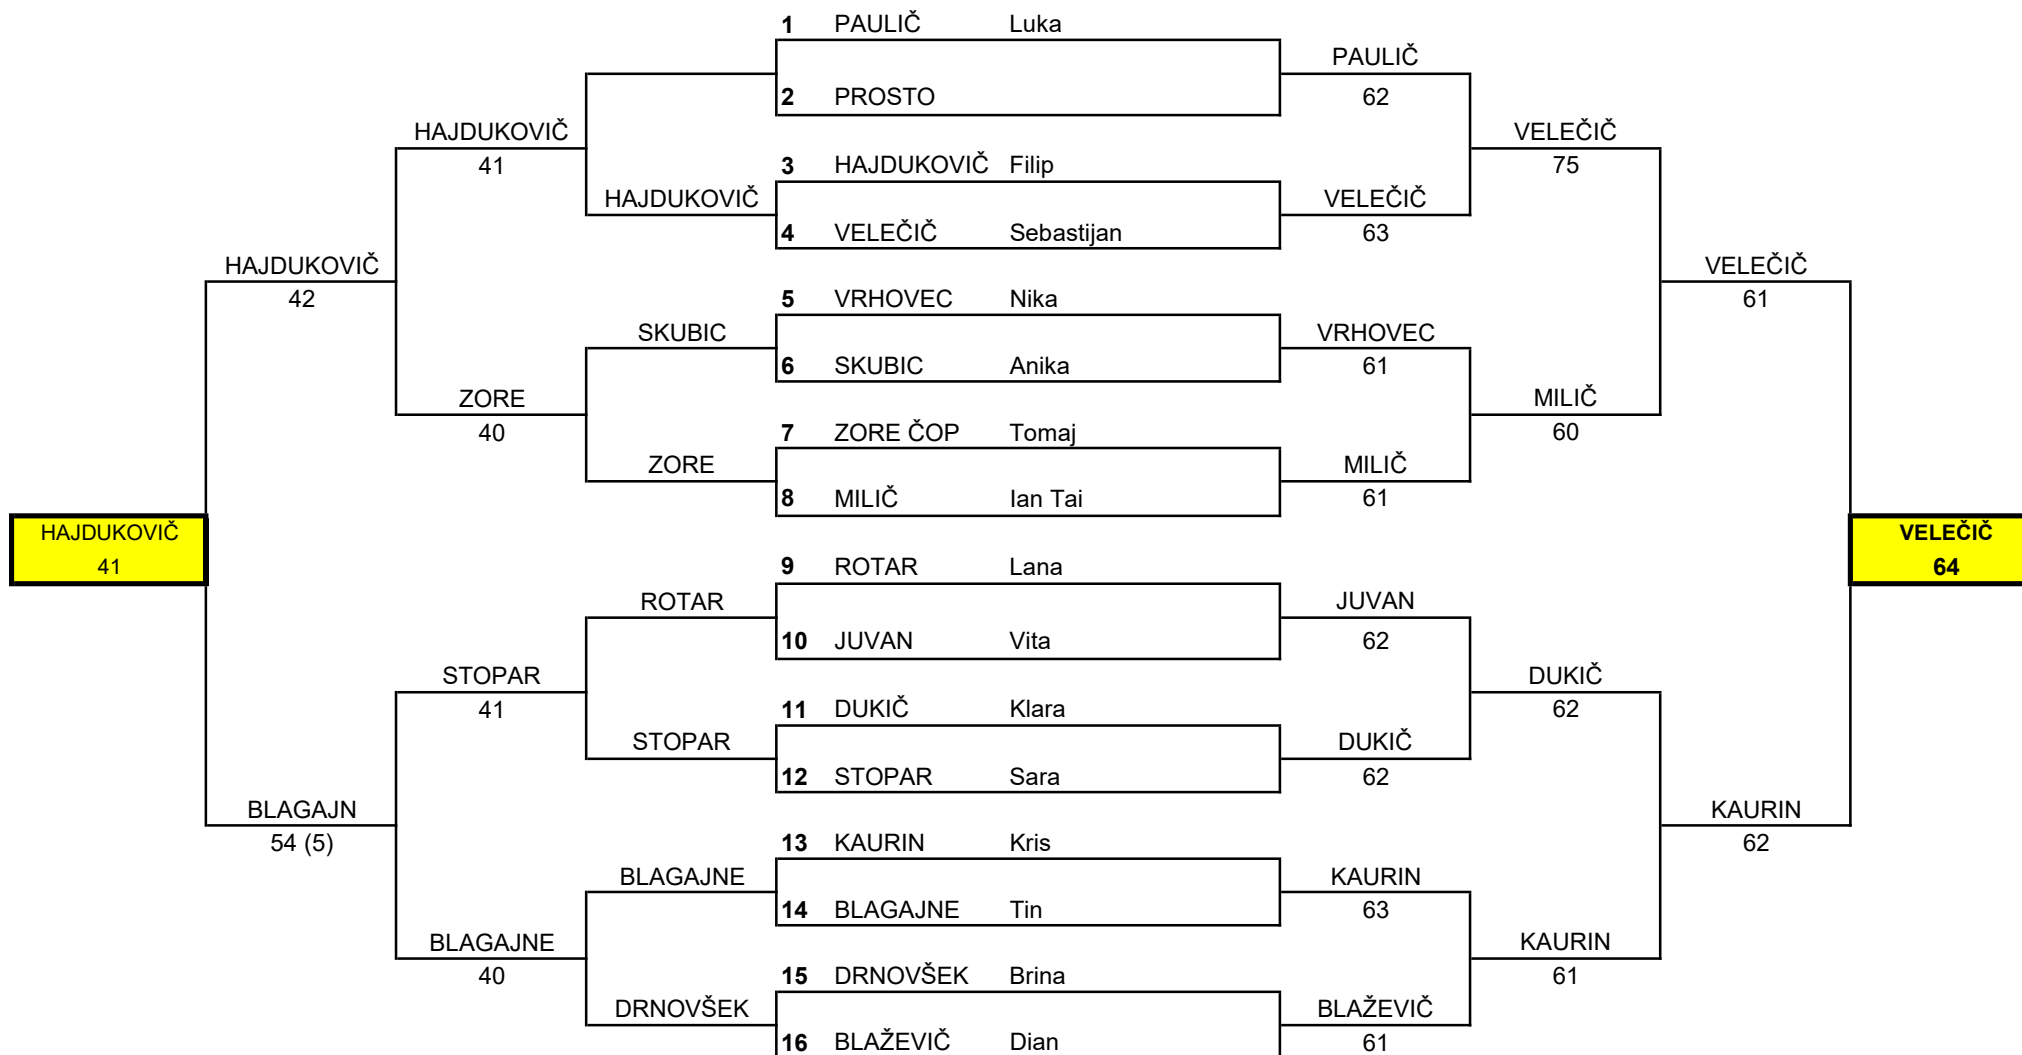 1 PAULIČ Luka
PAULIČ
2 PROSTO
62
HAJDUKOVIČ
VELEČIČ
41
3 HAJDUKOVIČ Filip
75
HAJDUKOVIČ
VELEČIČ
4 VELEČIČ Sebastijan
63
HAJDUKOVIČ
VELEČIČ
42
5 VRHOVEC Nika
61
SKUBIC
VRHOVEC
6 SKUBIC Anika
61
ZORE
MILIČ
40
7 ZORE ČOP Tomaj
60
ZORE
MILIČ
8 MILIČ Ian Tai
61
HAJDUKOVIČ
VELEČIČ
41
9 ROTAR Lana
64
ROTAR
JUVAN
10 JUVAN Vita
62
STOPAR
DUKIČ
41
11 DUKIČ Klara
62
STOPAR
DUKIČ
12 STOPAR Sara
62
BLAGAJN
KAURIN
54 (5)
13 KAURIN Kris
62
BLAGAJNE
KAURIN
14 BLAGAJNE Tin
63
BLAGAJNE
KAURIN
40
15 DRNOVŠEK Brina
61
DRNOVŠEK
BLAŽEVIČ
16 BLAŽEVIČ Dian
61